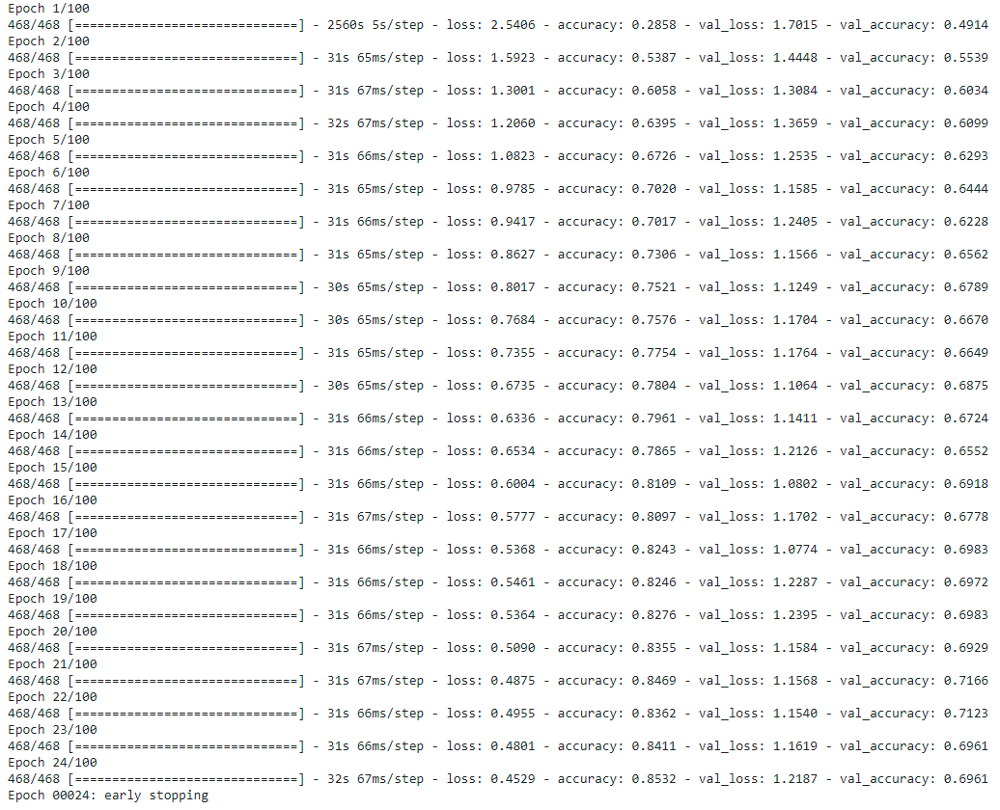 Epoch 1/100
468/468 [==============================] - 2560s 5s/step - loss: 2.5406 - accuracy: 0.2858 - val_loss: 1.7015 - val_accuracy: 0.4914
Epoch 2/100
468/468 [==============================] - 31s 65ms/step - loss: 1.5923 - accuracy: 0.5387 - val_loss: 1.4448 - val_accuracy: 0.5539
Epoch 3/100
468/468 [==============================] - 31s 67ms/step - loss: 1.3001 - accuracy: 0.6058 - val_loss: 1.3084 - val_accuracy: 0.6034
Epoch 4/100
468/468 [==============================] - 32s 67ms/step - loss: 1.2060 - accuracy: 0.6395 - val_loss: 1.3659 - val_accuracy: 0.6099
Epoch 5/100
468/468 [==============================] - 31s 66ms/step - loss: 1.0823 - accuracy: 0.6726 - val_loss: 1.2535 - val_accuracy: 0.6293
Epoch 6/100
468/468 [==============================] - 31s 65ms/step - loss: 0.9785 - accuracy: 0.7020 - val_loss: 1.1585 - val_accuracy: 0.6444
Epoch 7/100
468/468 [==============================] - 31s 66ms/step - loss: 0.9417 - accuracy: 0.7017 - val_loss: 1.2405 - val_accuracy: 0.6228
Epoch 8/100
468/468 [==============================] - 31s 65ms/step - loss: 0.8627 - accuracy: 0.7306 - val_loss: 1.1566 - val_accuracy: 0.6562
Epoch 9/100
468/468 [==============================] - 30s 65ms/step - loss: 0.8017 - accuracy: 0.7521 - val_loss: 1.1249 - val_accuracy: 0.6789
Epoch 10/100
468/468 [==============================] - 30s 65ms/step - loss: 0.7684 - accuracy: 0.7576 - val_loss: 1.1704 - val_accuracy: 0.6670
Epoch 11/100
468/468 [==============================] - 31s 65ms/step - loss: 0.7355 - accuracy: 0.7754 - val_loss: 1.1764 - val_accuracy: 0.6649
Epoch 12/100
468/468 [==============================] - 30s 65ms/step - loss: 0.6735 - accuracy: 0.7804 - val_loss: 1.1064 - val_accuracy: 0.6875
Epoch 13/100
468/468 [==============================] - 31s 66ms/step - loss: 0.6336 - accuracy: 0.7961 - val_loss: 1.1411 - val_accuracy: 0.6724
Epoch 14/100
468/468 [==============================] - 31s 66ms/step - loss: 0.6534 - accuracy: 0.7865 - val_loss: 1.2126 - val_accuracy: 0.6552
Epoch 15/100
468/468 [==============================] - 31s 66ms/step - loss: 0.6004 - accuracy: 0.8109 - val_loss: 1.0802 - val_accuracy: 0.6918
Epoch 16/100
468/468 [==============================] - 31s 67ms/step - loss: 0.5777 - accuracy: 0.8097 - val_loss: 1.1702 - val_accuracy: 0.6778
Epoch 17/100
468/468 [==============================] - 31s 66ms/step - loss: 0.5368 - accuracy: 0.8243 - val_loss: 1.0774 - val_accuracy: 0.6983
Epoch 18/100
468/468 [==============================] - 31s 66ms/step - loss: 0.5461 - accuracy: 0.8246 - val_loss: 1.2287 - val_accuracy: 0.6972
Epoch 19/100
468/468 [==============================] - 31s 66ms/step - loss: 0.5364 - accuracy: 0.8276 - val_loss: 1.2395 - val_accuracy: 0.6983
Epoch 20/100
468/468 [==============================] - 31s 67ms/step - loss: 0.5090 - accuracy: 0.8355 - val_loss: 1.1584 - val_accuracy: 0.6929
Epoch 21/100
468/468 [==============================] - 31s 67ms/step - loss: 0.4875 - accuracy: 0.8469 - val_loss: 1.1568 - val_accuracy: 0.7166
Epoch 22/100
468/468 [==============================] - 31s 66ms/step - loss: 0.4955 - accuracy: 0.8362 - val_loss: 1.1540 - val_accuracy: 0.7123
Epoch 23/100
468/468 [==============================] - 31s 66ms/step - loss: 0.4801 - accuracy: 0.8411 - val_loss: 1.1619 - val_accuracy: 0.6961
Epoch 24/100
468/468 [==============================] - 32s 67ms/step - loss: 0.4529 - accuracy: 0.8532 - val_loss: 1.2187 - val_accuracy: 0.6961
Epoch 00024: early stopping